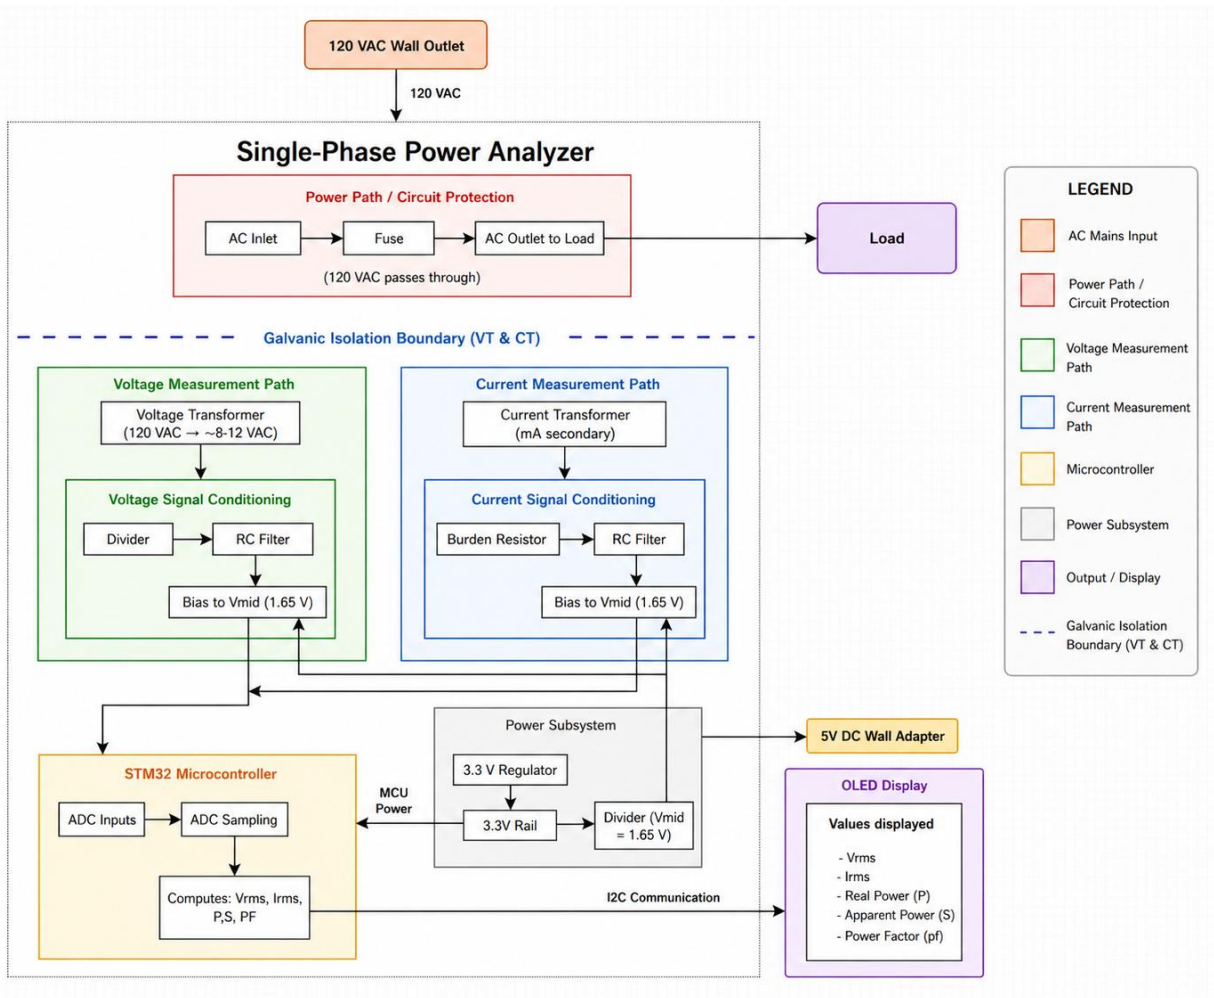 120 VAC Wall Outlet
120 VAC
Single-Phase Power Analyzer
Power Path / Circuit Protection
AC Inlet
Fuse
AC Outlet to Load
(120 VAC passes through)
Load
Galvanic Isolation Boundary (VT & CT)
Voltage Measurement Path
Voltage Transformer
(120 VAC → ~8-12 VAC)
Voltage Signal Conditioning
Divider
RC Filter
Bias to Vmid (1.65 V)
Current Measurement Path
Current Transformer
(mA secondary)
Current Signal Conditioning
Burden Resistor
RC Filter
Bias to Vmid (1.65 V)
Power Subsystem
3.3 V Regulator
3.3V Rail
Divider (Vmid
= 1.65 V)
MCU
Power
5V DC Wall Adapter
STM32 Microcontroller
ADC Inputs
ADC Sampling
Computes: Vrms, Irms,
P,S, PF
I2C Communication
OLED Display
Values displayed
- Vrms
- Irms
- Real Power (P)
- Apparent Power (S)
- Power Factor (pf)
LEGEND
AC Mains Input
Power Path /
Circuit Protection
Voltage Measurement
Path
Current Measurement
Path
Microcontroller
Power Subsystem
Output / Display
Galvanic Isolation
Boundary (VT & CT)